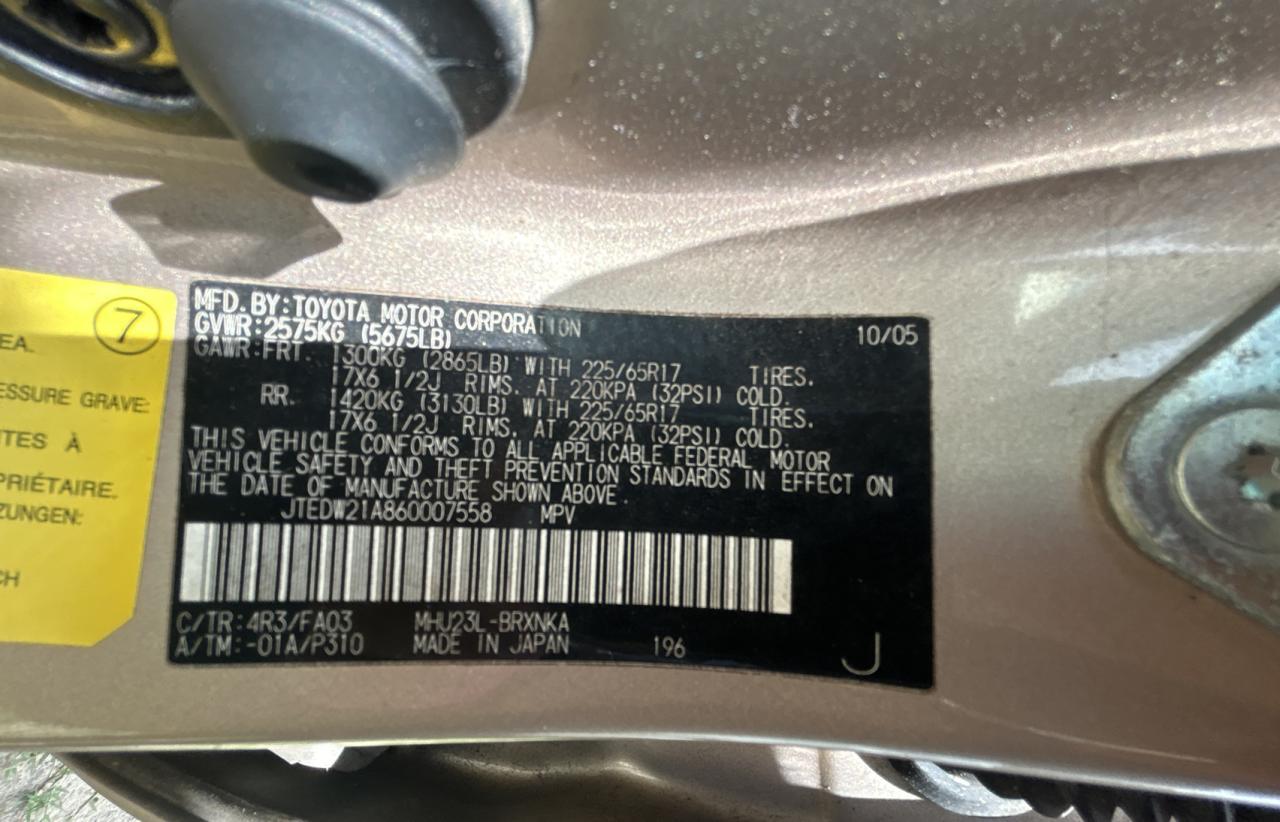 7
EA.
ESSURE GRAVE:
ITES À
PRIÉTAIRE.
ZUNGEN:
CH
MFD. BY: TOYOTA MOTOR CORPORATION 10/05
GVWR: 2575KG (5675LB)
GAWR: FRT. 1300KG (2865LB) WITH 225/65R17 TIRES.
17X6 1/2J RIMS. AT 220KPA (32PSI) COLD.
RR. 1420KG (3130LB) WITH 225/65R17 TIRES.
17X6 1/2J RIMS. AT 220KPA (32PSI) COLD.
THIS VEHICLE CONFORMS TO ALL APPLICABLE FEDERAL MOTOR
VEHICLE SAFETY AND THEFT PREVENTION STANDARDS IN EFFECT ON
THE DATE OF MANUFACTURE SHOWN ABOVE.
JTEDW21A860007558 MPV
C/TR: 4R3/FA03 MHU23L-BRXNKA
A/TM: -01A/P310 MADE IN JAPAN 196 J